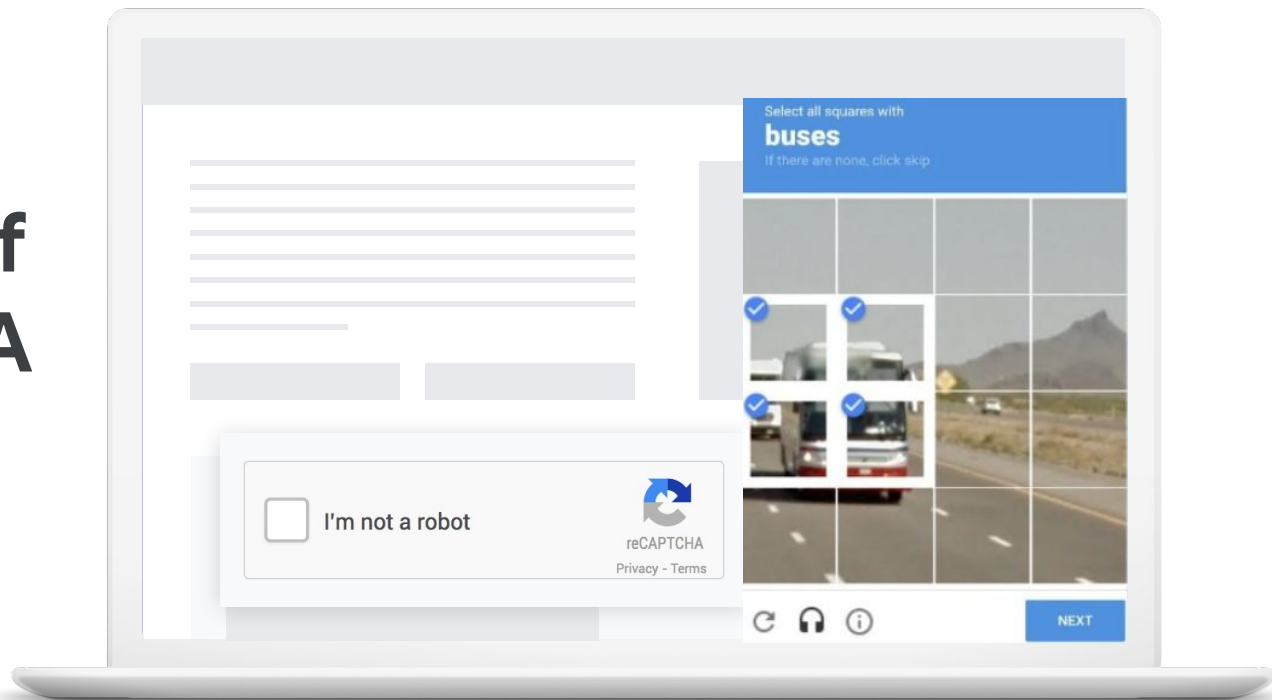 f
A
Select all squares with
buses
If there are none, click skip
I'm not a robot
reCAPTCHA
Privacy - Terms
NEXT